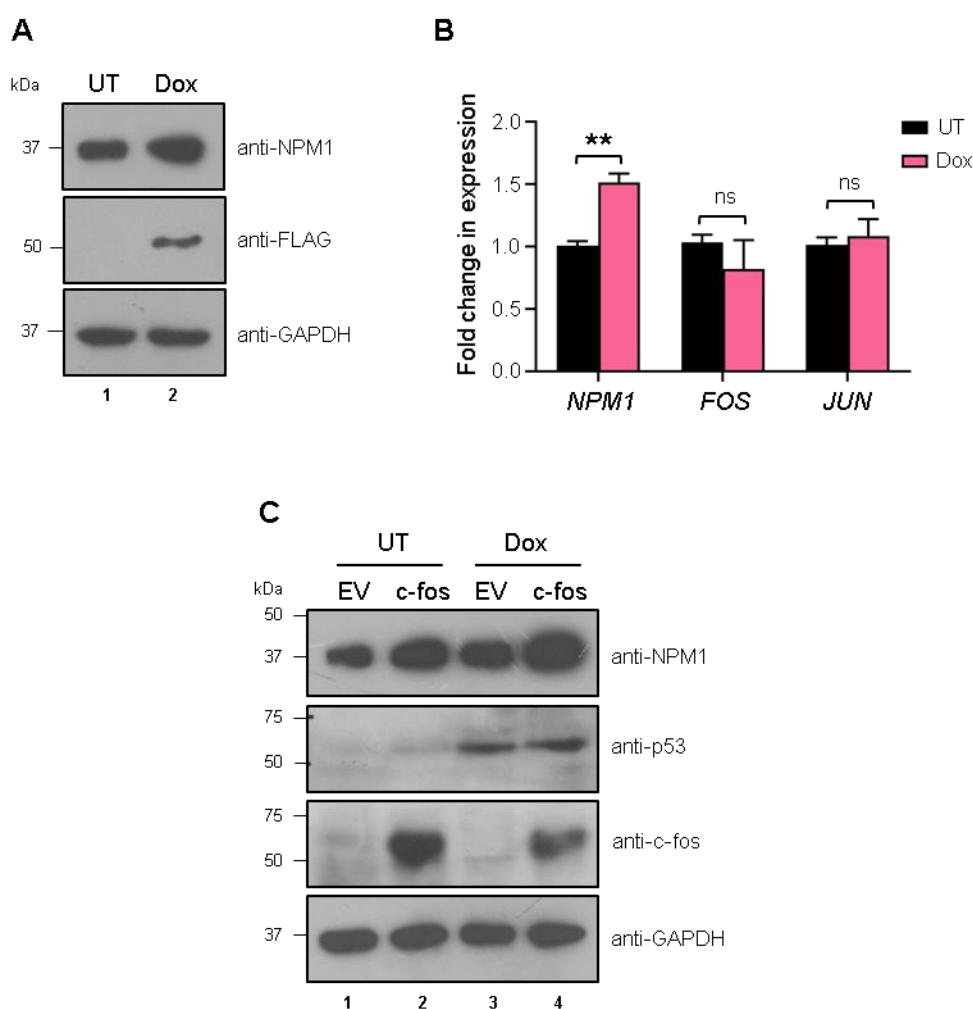 A
kDa UT Dox
37 anti-NPM1
50 anti-FLAG
37 anti-GAPDH
1 2
B
Fold change in expression
2.0
1.5
1.0
0.5
0.0
**
ns
ns
UT
Dox
NPM1 FOS JUN
C
UT Dox
kDa EV c-fos EV c-fos
50
37 anti-NPM1
75
anti-p53
50
75
anti-c-fos
50
37 anti-GAPDH
1 2 3 4